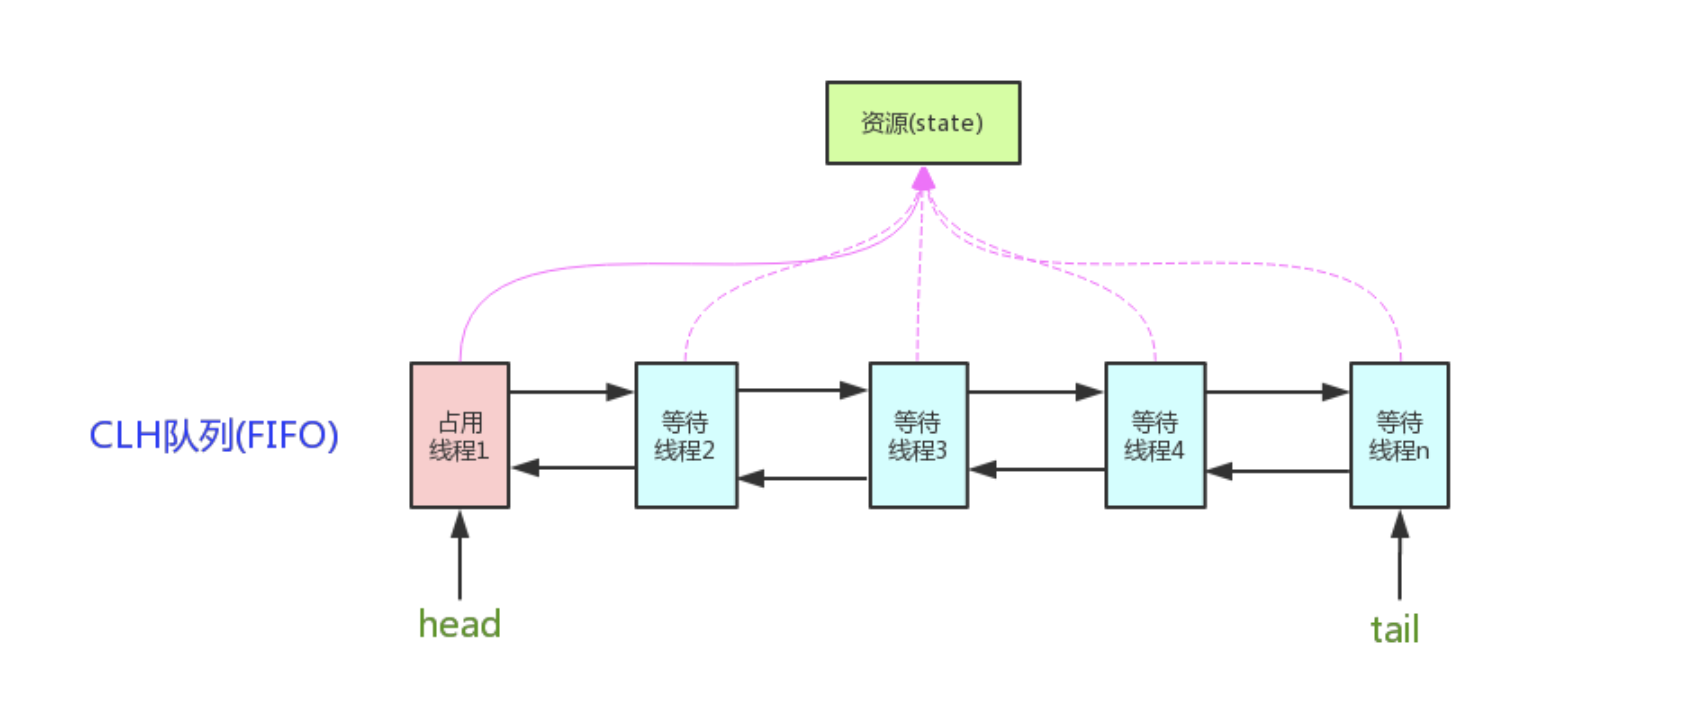 资源(state)
CLH队列(FIFO)
占用
线程1
等待
线程2
等待
线程3
等待
线程4
等待
线程n
head
tail